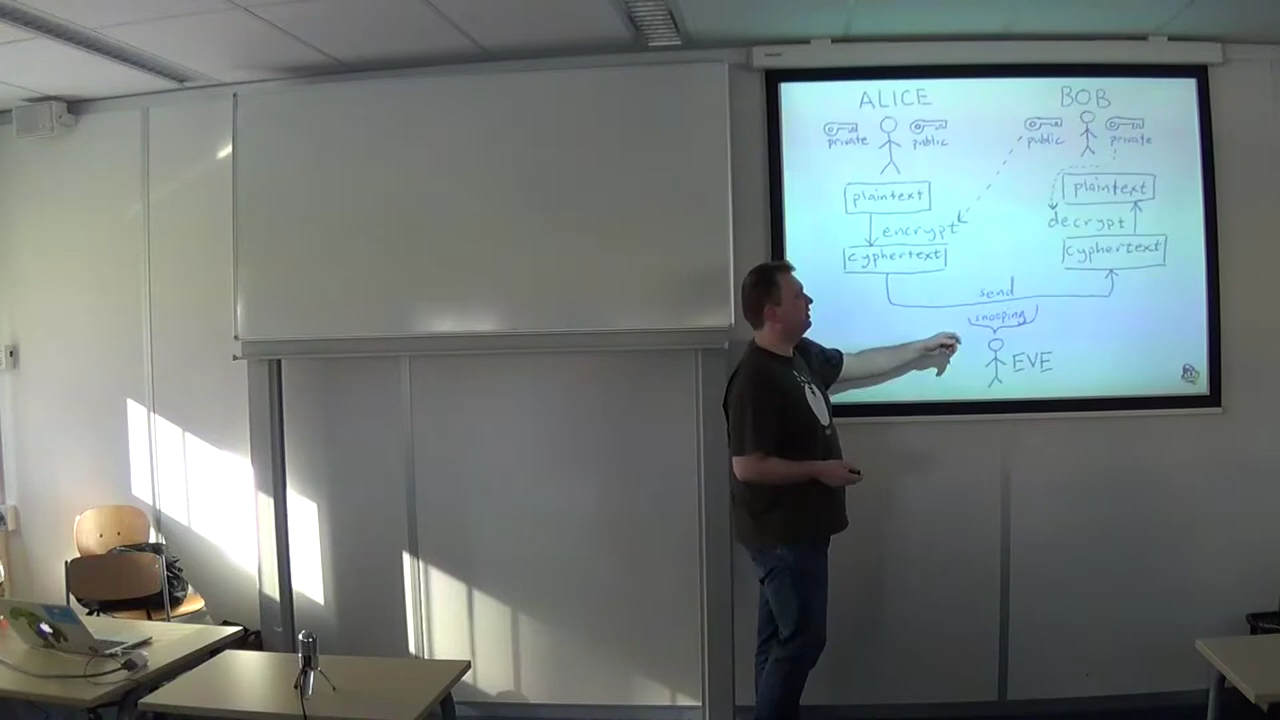 ALICE
BOB
private
public
public
private
plaintext
plaintext
encrypt
decrypt
cyphertext
cyphertext
send
snooping
EVE